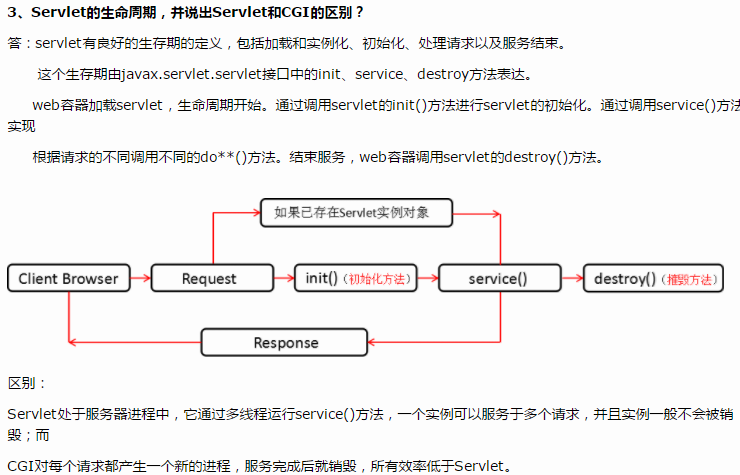 3、Servlet的生命周期，并说出Servlet和CGI的区别？
答：servlet有良好的生存期的定义，包括加载和实例化、初始化、处理请求以及服务结束。
这个生存期由javax.servlet.servlet接口中的init、service、destroy方法表达。
web容器加载servlet，生命周期开始。通过调用servlet的init()方法进行servlet的初始化。通过调用service()方法
实现
根据请求的不同调用不同的do**()方法。结束服务，web容器调用servlet的destroy()方法。
如果已存在Servlet实例对象
Client Browser
Request
init()（初始化方法）
service()
destroy()（摧毁方法）
Response
区别：
Servlet处于服务器进程中，它通过多线程运行service()方法，一个实例可以服务于多个请求，并且实例一般不会被销
毁；而
CGI对每个请求都产生一个新的进程，服务完成后就销毁，所有效率低于Servlet。